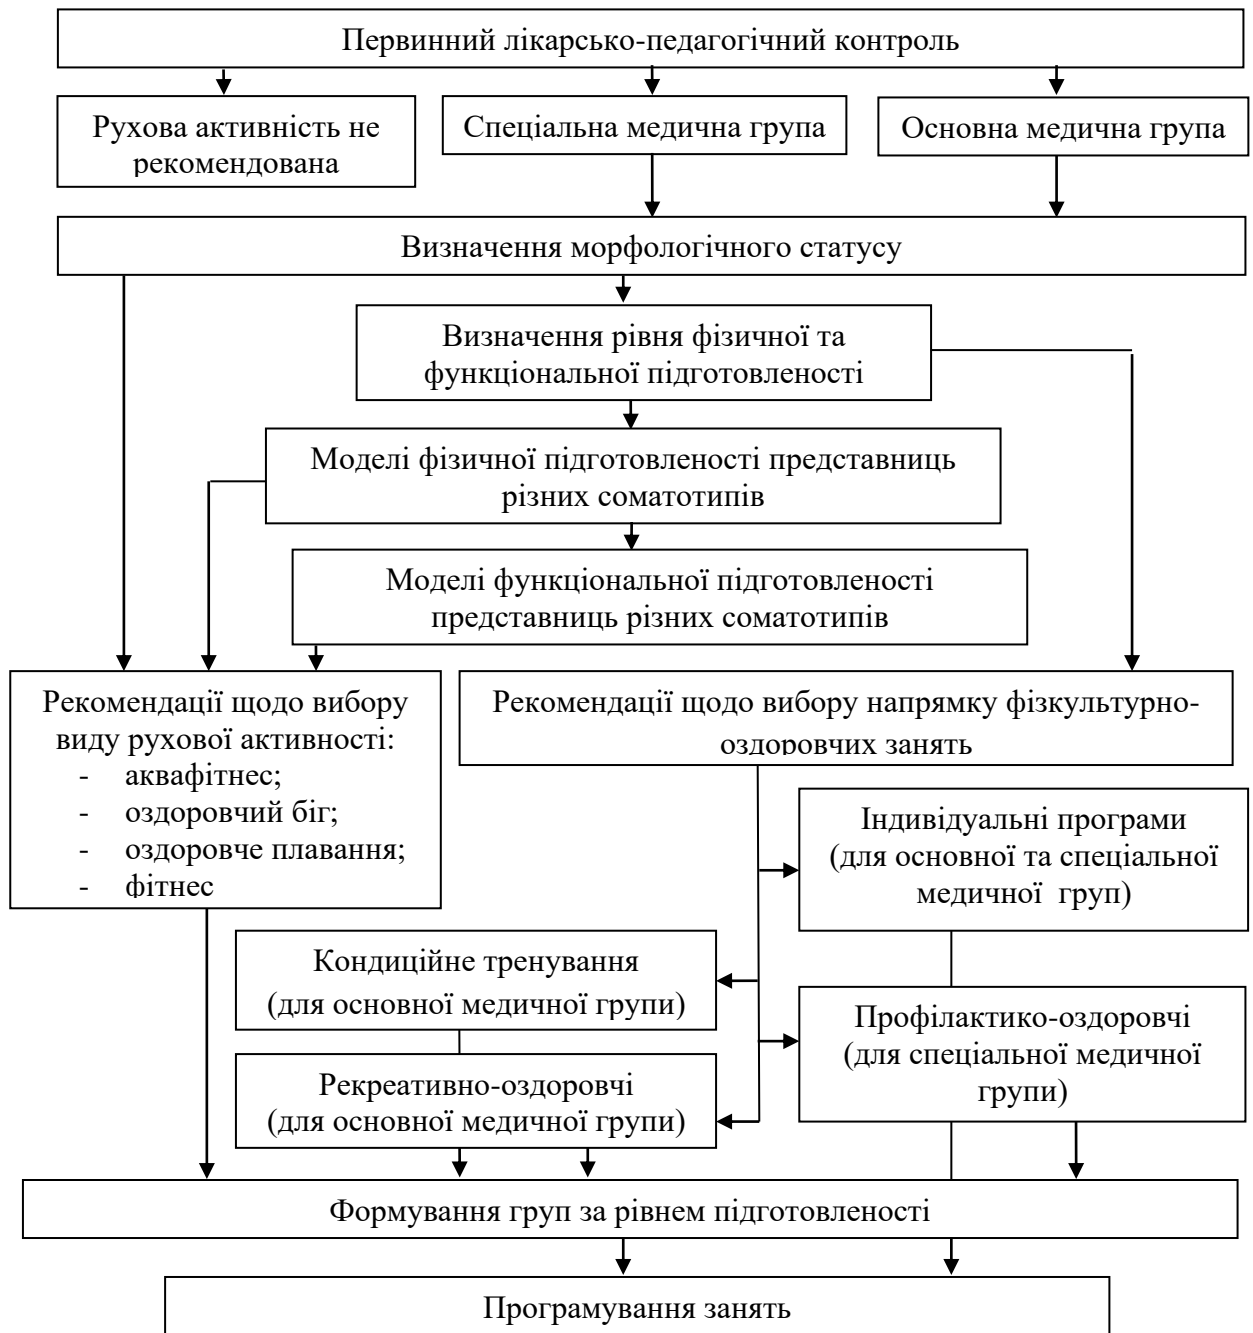 Первинний лікарсько-педагогічний контроль
Рухова активність не
рекомендована
Спеціальна медична група
Основна медична група
Визначення морфологічного статусу
Визначення рівня фізичної та
функціональної підготовленості
Моделі фізичної підготовленості представниць
різних соматотипів
Моделі функціональної підготовленості
представниць різних соматотипів
Рекомендації щодо вибору
виду рухової активності:
- аквафітнес;
- оздоровчий біг;
- оздоровче плавання;
- фітнес
Рекомендації щодо вибору напрямку фізкультурно-
оздоровчих занять
Індивідуальні програми
(для основної та спеціальної
медичної груп)
Кондиційне тренування
(для основної медичної групи)
Профілактико-оздоровчі
(для спеціальної медичної
групи)
Рекреативно-оздоровчі
(для основної медичної групи)
Формування груп за рівнем підготовленості
Програмування занять